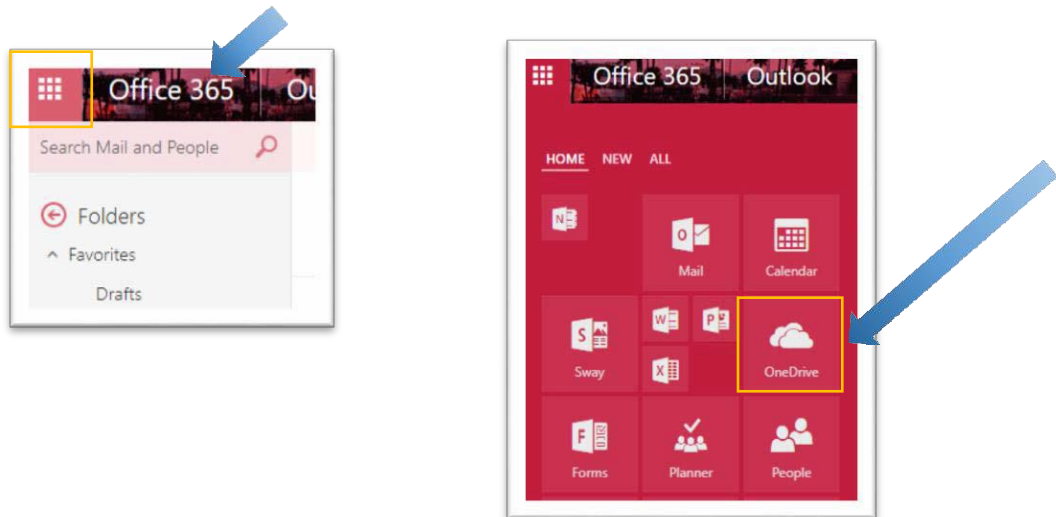 Office 365 Ou
Search Mail and People
Folders
Favorites
Drafts
Office 365 Outlook
HOME NEW ALL
N
O
Mail Calendar
S W P
X
Sway OneDrive
F
Forms Planner People